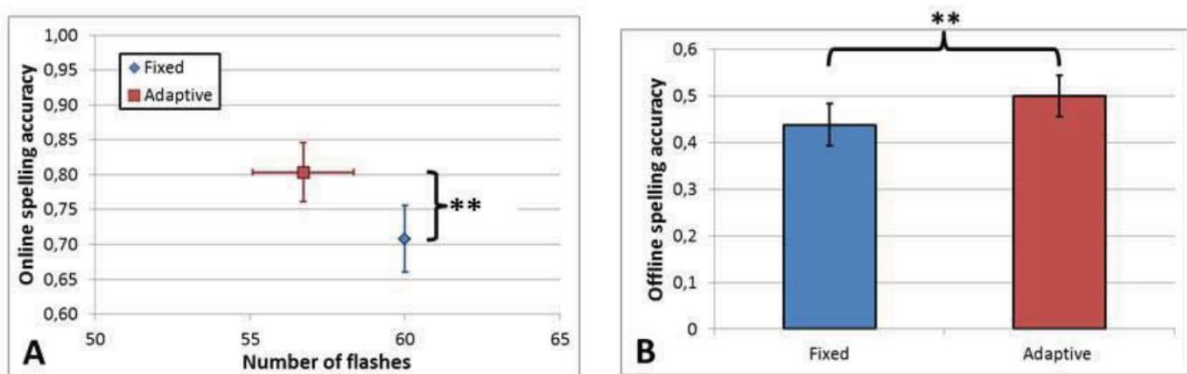 Online spelling accuracy
1,00
0,95
0,90
0,85
0,80
0,75
0,70
0,65
0,60
Fixed
Adaptive
**
50
55
60
65
Number of flashes
A
**
Offline spelling accuracy
0,6
0,5
0,4
0,3
0,2
0,1
0
Fixed
Adaptive
B